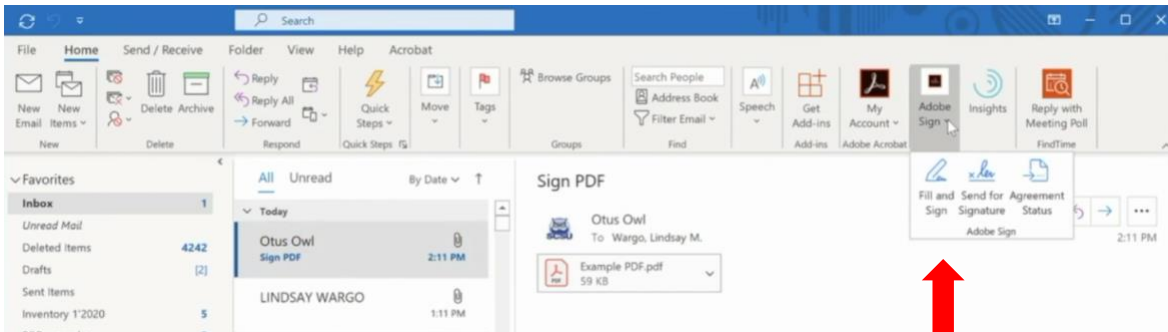 Search
File Home Send / Receive Folder View Help Acrobat
New Email
New Items
Delete
Archive
Reply
Reply All
Forward
Quick Steps
Move
Tags
Browse Groups
Search People
Address Book
Filter Email
Speech
Get Add-ins
My Account
Adobe Sign
Insights
Reply with Meeting Poll
New Delete Respond Quick Steps Groups Find Add-ins Adobe Acrobat FindTime
Fill and Sign
Send for Signature
Agreement Status
Adobe Sign
Favorites
Inbox 1
Unread Mail
Deleted Items 4242
Drafts [2]
Sent Items
Inventory 1'2020 5
All Unread By Date
Today
Otus Owl
Sign PDF 2:11 PM
LINDSAY WARGO
1:11 PM
Sign PDF
SCSU
Otus Owl
To Wargo, Lindsay M.
2:11 PM
PDF
Example PDF.pdf
59 KB